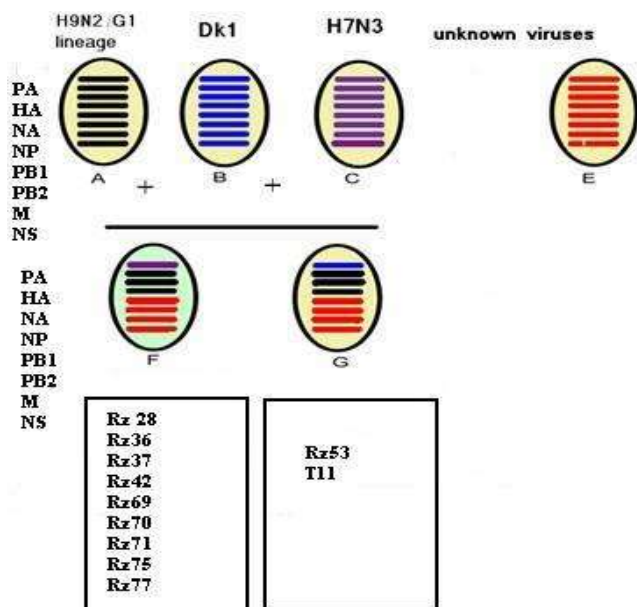 H9N2/G1
lineage
Dk1
H7N3
unknown viruses
PA
HA
NA
NP
PB1
PB2
M
NS
A
+
B
+
C
E
PA
HA
NA
NP
PB1
PB2
M
NS
F
G
Rz 28
Rz36
Rz37
Rz42
Rz69
Rz70
Rz71
Rz75
Rz77
Rz53
T11